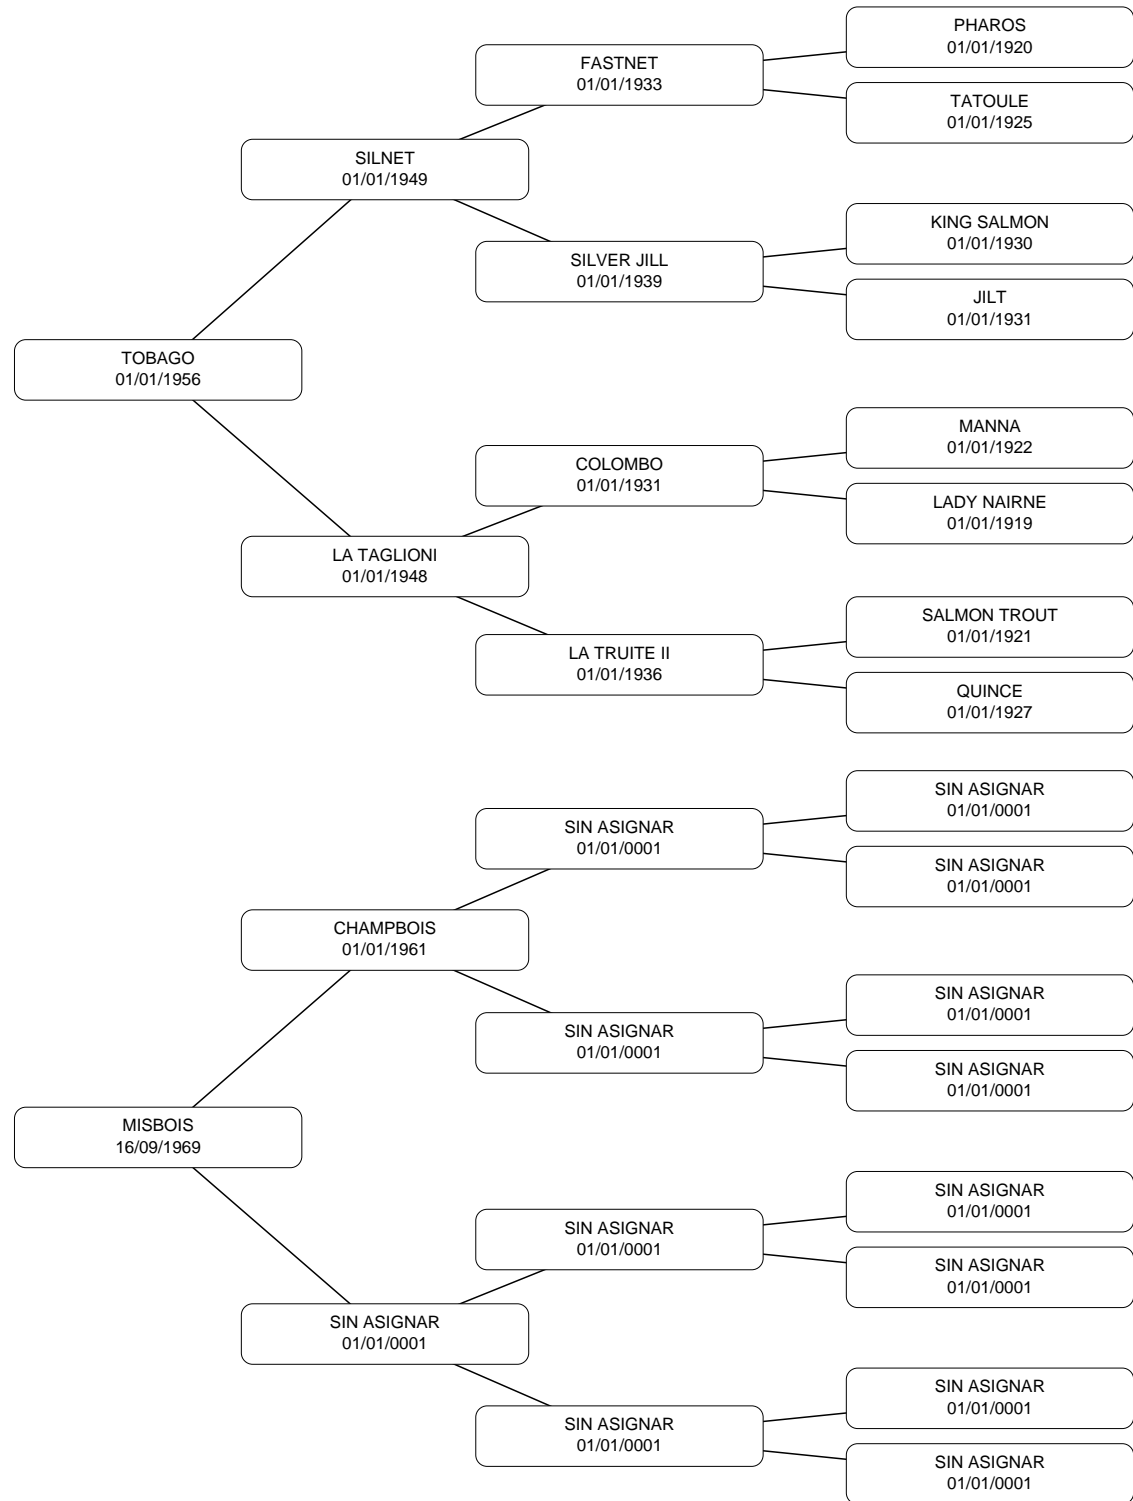 PHAROS
01/01/1920
FASTNET
01/01/1933
TATOULE
01/01/1925
SILNET
01/01/1949
KING SALMON
01/01/1930
SILVER JILL
01/01/1939
JILT
01/01/1931
TOBAGO
01/01/1956
MANNA
01/01/1922
COLOMBO
01/01/1931
LADY NAIRNE
01/01/1919
LA TAGLIONI
01/01/1948
SALMON TROUT
01/01/1921
LA TRUITE II
01/01/1936
QUINCE
01/01/1927
SIN ASIGNAR
01/01/0001
SIN ASIGNAR
01/01/0001
SIN ASIGNAR
01/01/0001
CHAMPBOIS
01/01/1961
SIN ASIGNAR
01/01/0001
SIN ASIGNAR
01/01/0001
SIN ASIGNAR
01/01/0001
MISBOIS
16/09/1969
SIN ASIGNAR
01/01/0001
SIN ASIGNAR
01/01/0001
SIN ASIGNAR
01/01/0001
SIN ASIGNAR
01/01/0001
SIN ASIGNAR
01/01/0001
SIN ASIGNAR
01/01/0001
SIN ASIGNAR
01/01/0001